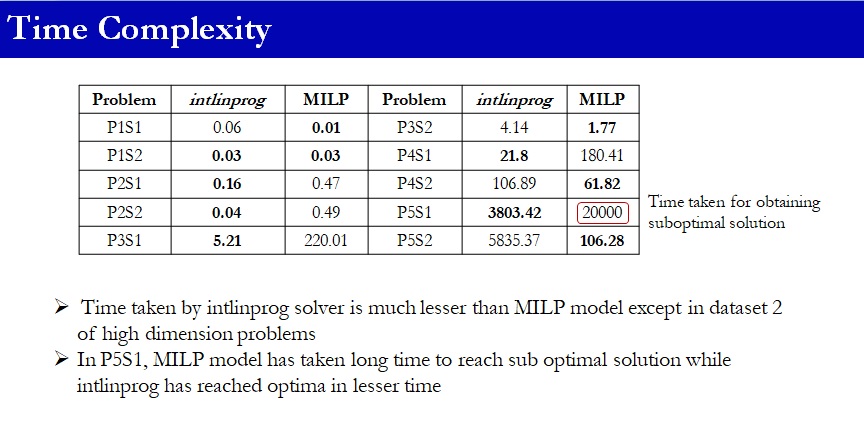 Time Complexity
Problem intlinprog MILP Problem intlinprog MILP
P1S1 0.06 0.01 P3S2 4.14 1.77
P1S2 0.03 0.03 P4S1 21.8 180.41
P2S1 0.16 0.47 P4S2 106.89 61.82
P2S2 0.04 0.49 P5S1 3803.42 20000
P3S1 5.21 220.01 P5S2 5835.37 106.28
Time taken for obtaining
suboptimal solution
➢ Time taken by intlinprog solver is much lesser than MILP model except in dataset 2
of high dimension problems
➢ In P5S1, MILP model has taken long time to reach sub optimal solution while
intlinprog has reached optima in lesser time